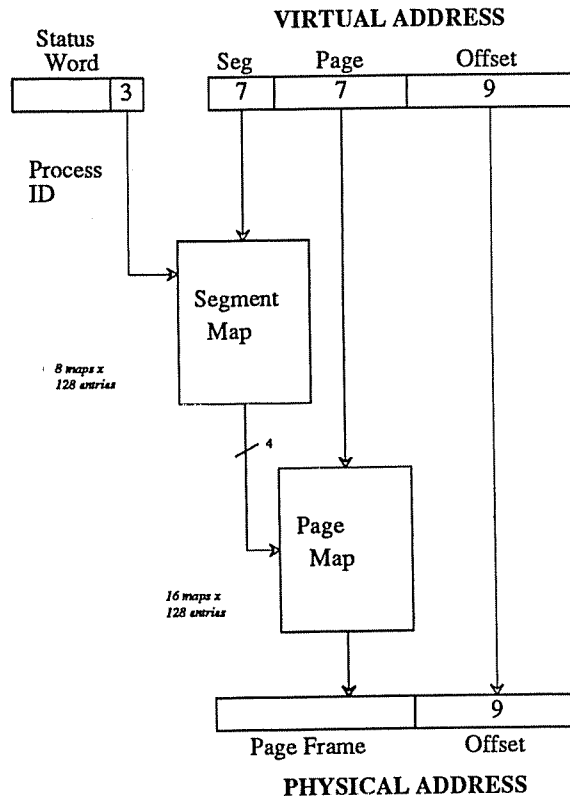 VIRTUAL ADDRESS
Status
Word
Seg Page Offset
3 7 7 9
Process
ID
Segment
Map
8 maps x
128 entries
4
Page
Map
16 maps x
128 entries
9
Page Frame Offset
PHYSICAL ADDRESS